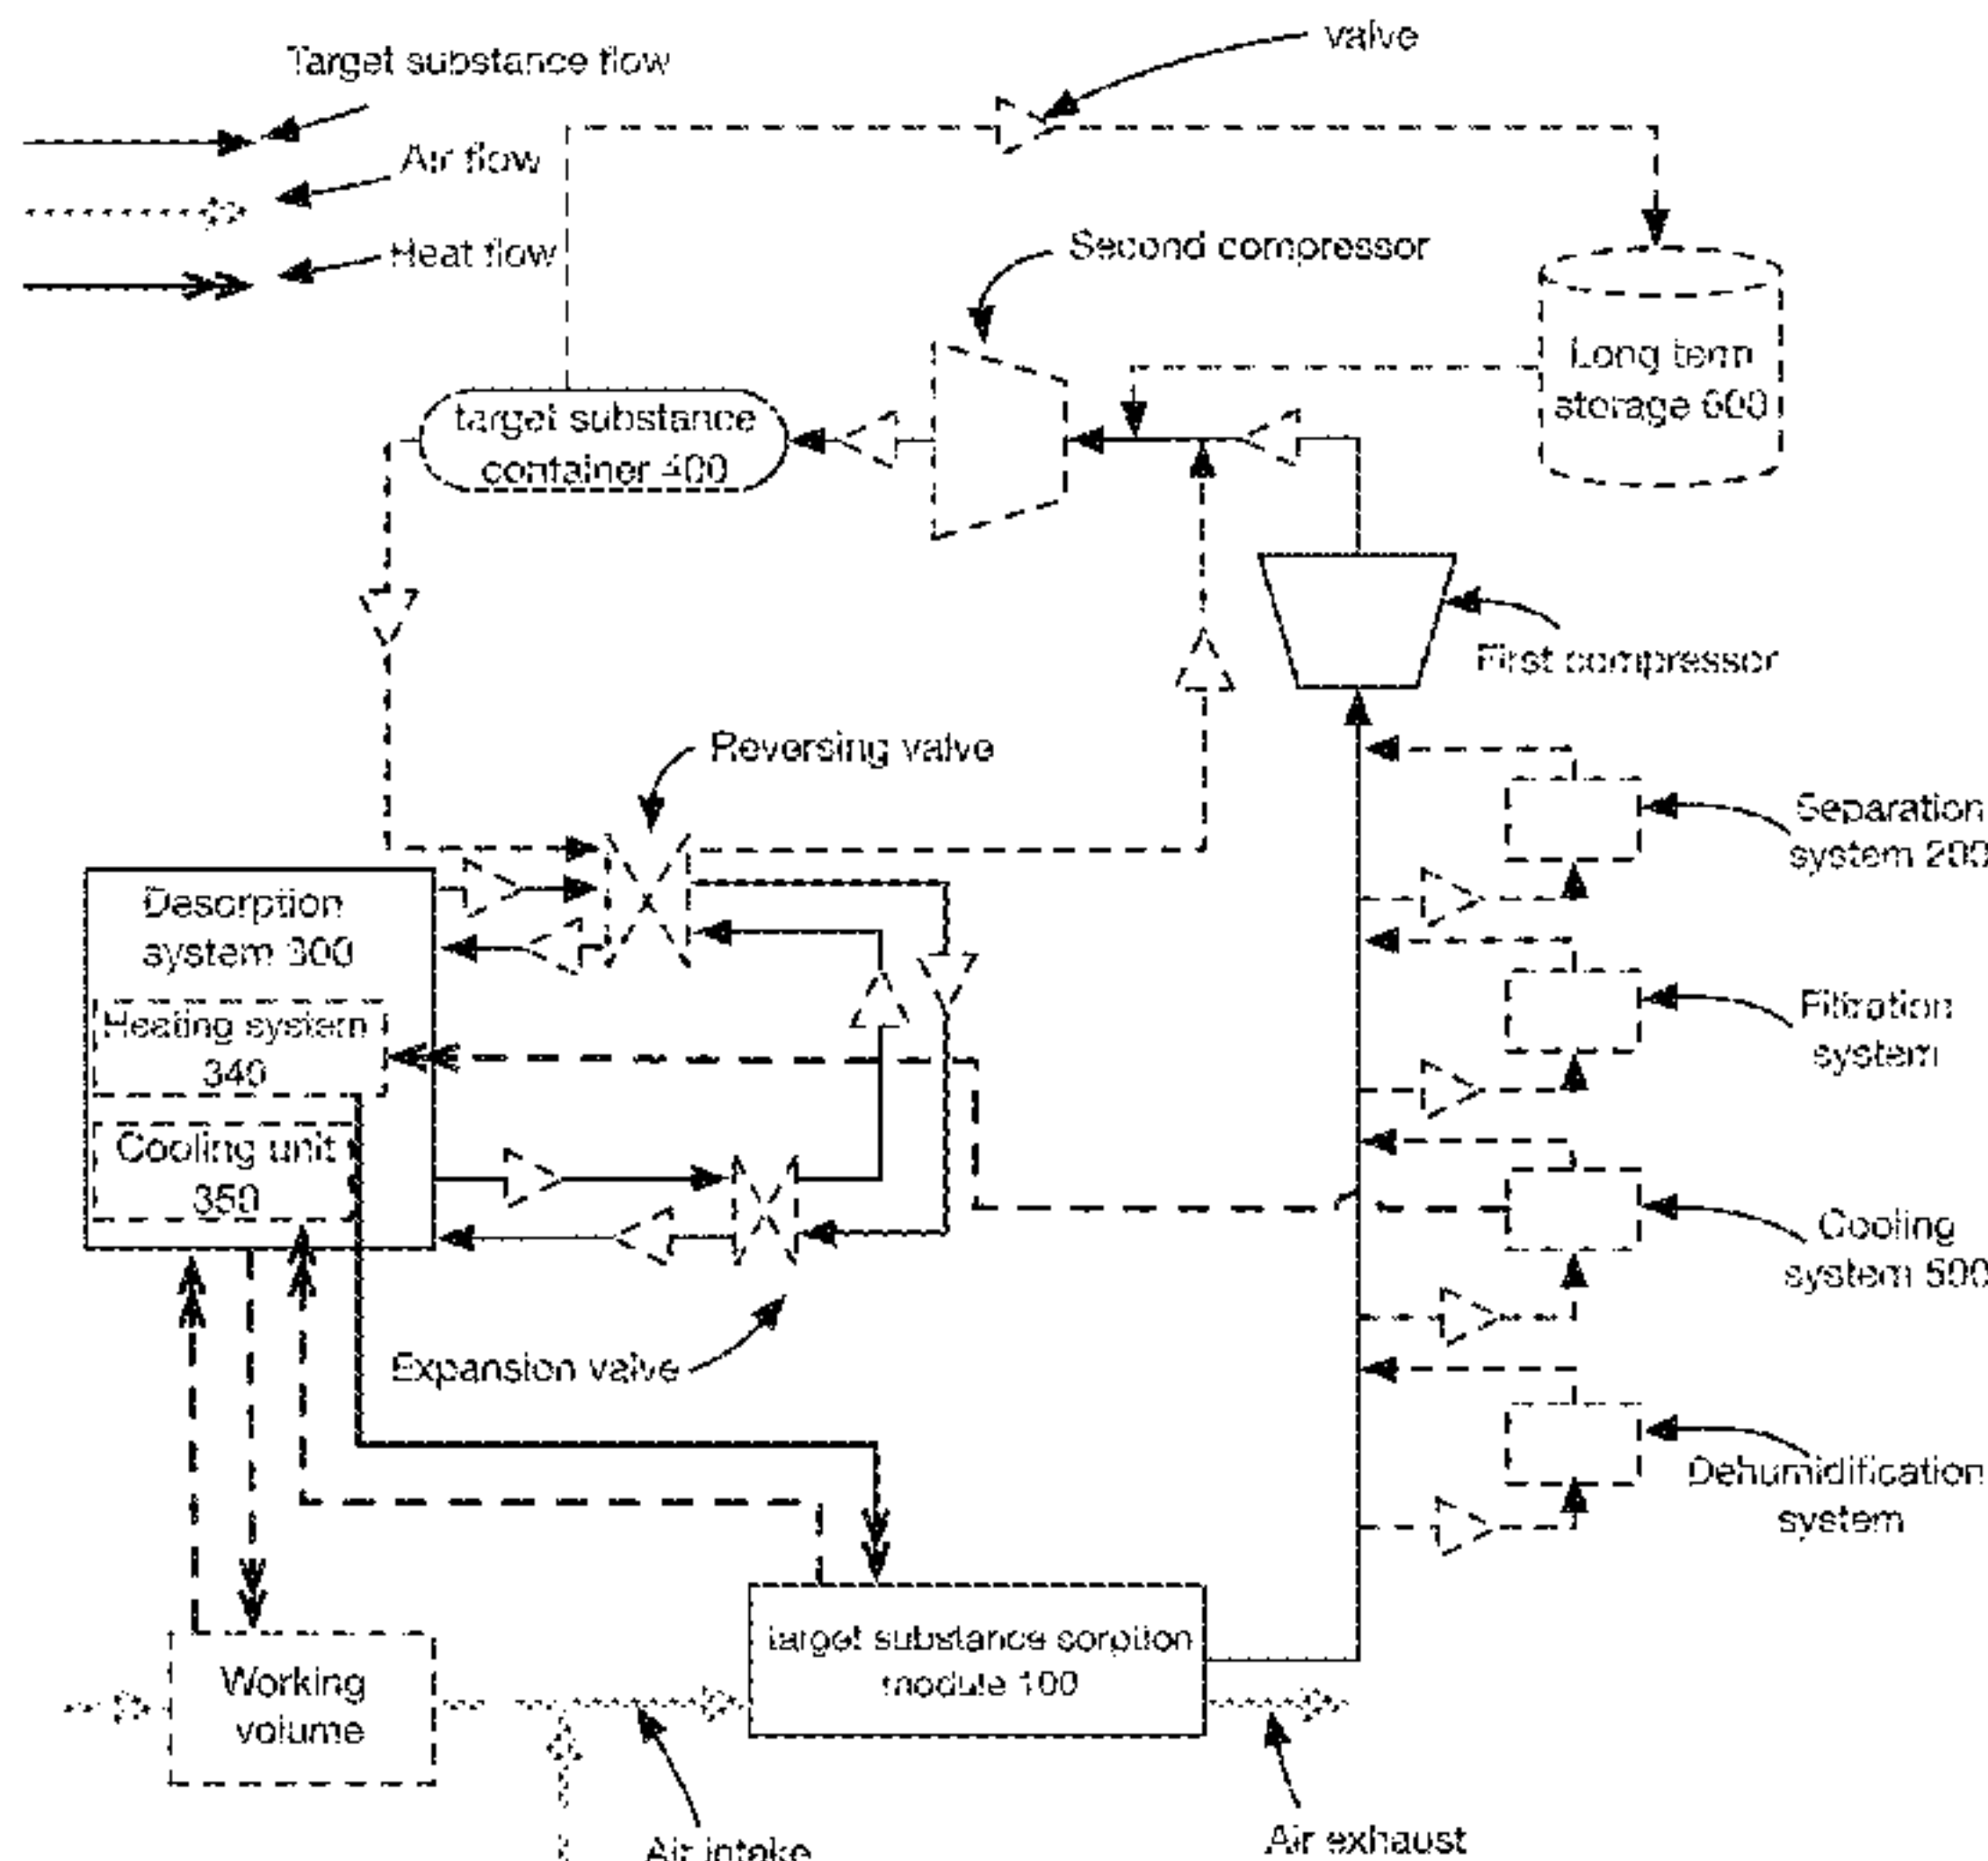 Target substance flow
valve
Air flow
Heat flow
Second compressor
Long term
storage 600
target substance
container 400
First compressor
Reversing valve
Separation
system 200
Desorption
system 300
Heating system
340
Filtration
system
Cooling unit
350
Cooling
system 500
Expansion valve
Dehumidification
system
target substance sorption
module 100
Working
volume
Air intake
Air exhaust